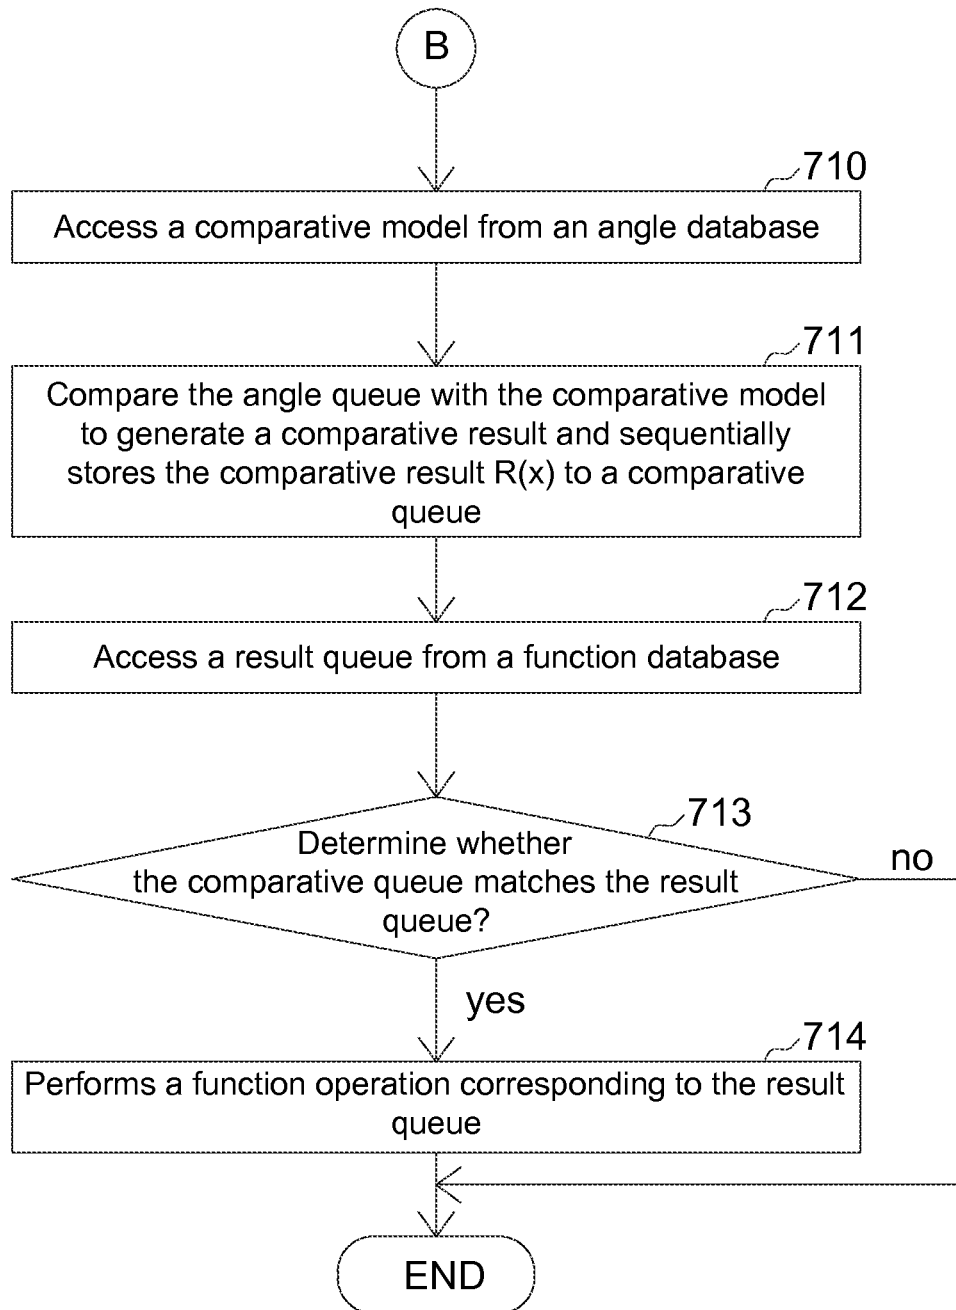 B
710
Access a comparative model from an angle database
711
Compare the angle queue with the comparative model
to generate a comparative result and sequentially
stores the comparative result R(x) to a comparative
queue
712
Access a result queue from a function database
713
Determine whether
the comparative queue matches the result
queue?
no
yes
714
Performs a function operation corresponding to the result
queue
END